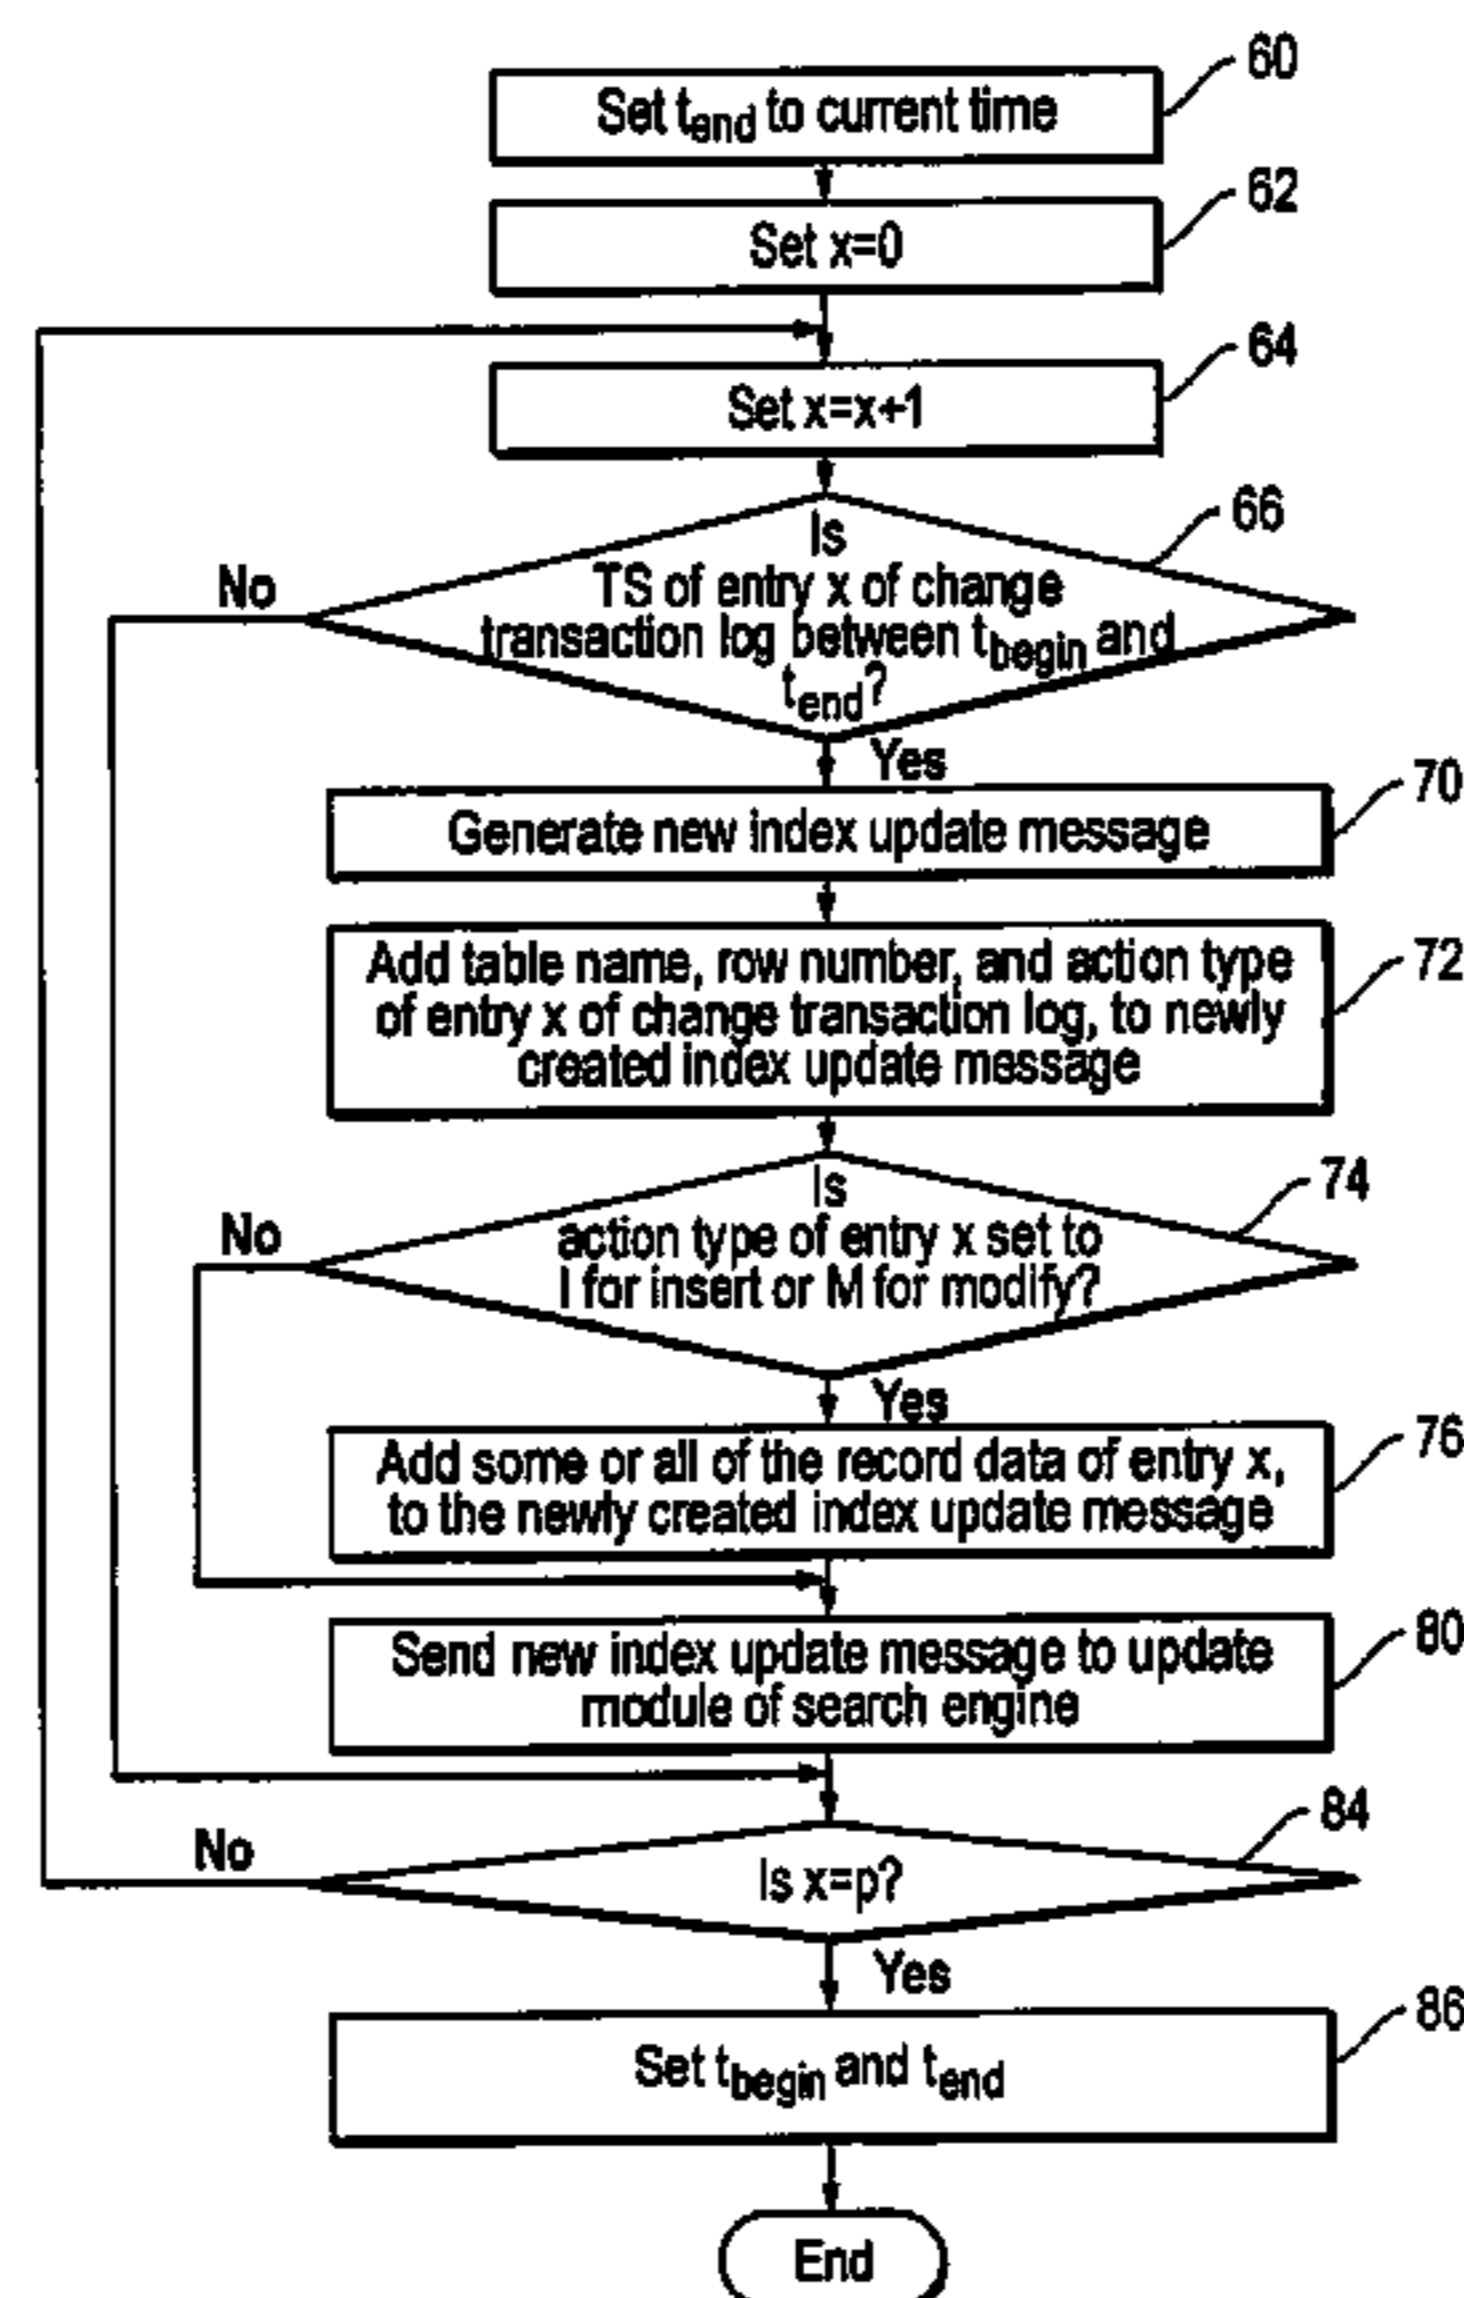 60
Set tend to current time
62
Set x=0
64
Set x=x+1
66
Is
TS of entry x of change
transaction log between tbegin and
tend?
No
Yes
70
Generate new index update message
72
Add table name, row number, and action type
of entry x of change transaction log, to newly
created index update message
74
Is
action type of entry x set to
I for insert or M for modify?
No
Yes
76
Add some or all of the record data of entry x,
to the newly created index update message
80
Send new index update message to update
module of search engine
84
No
Is x=p?
Yes
86
Set tbegin and tend
End